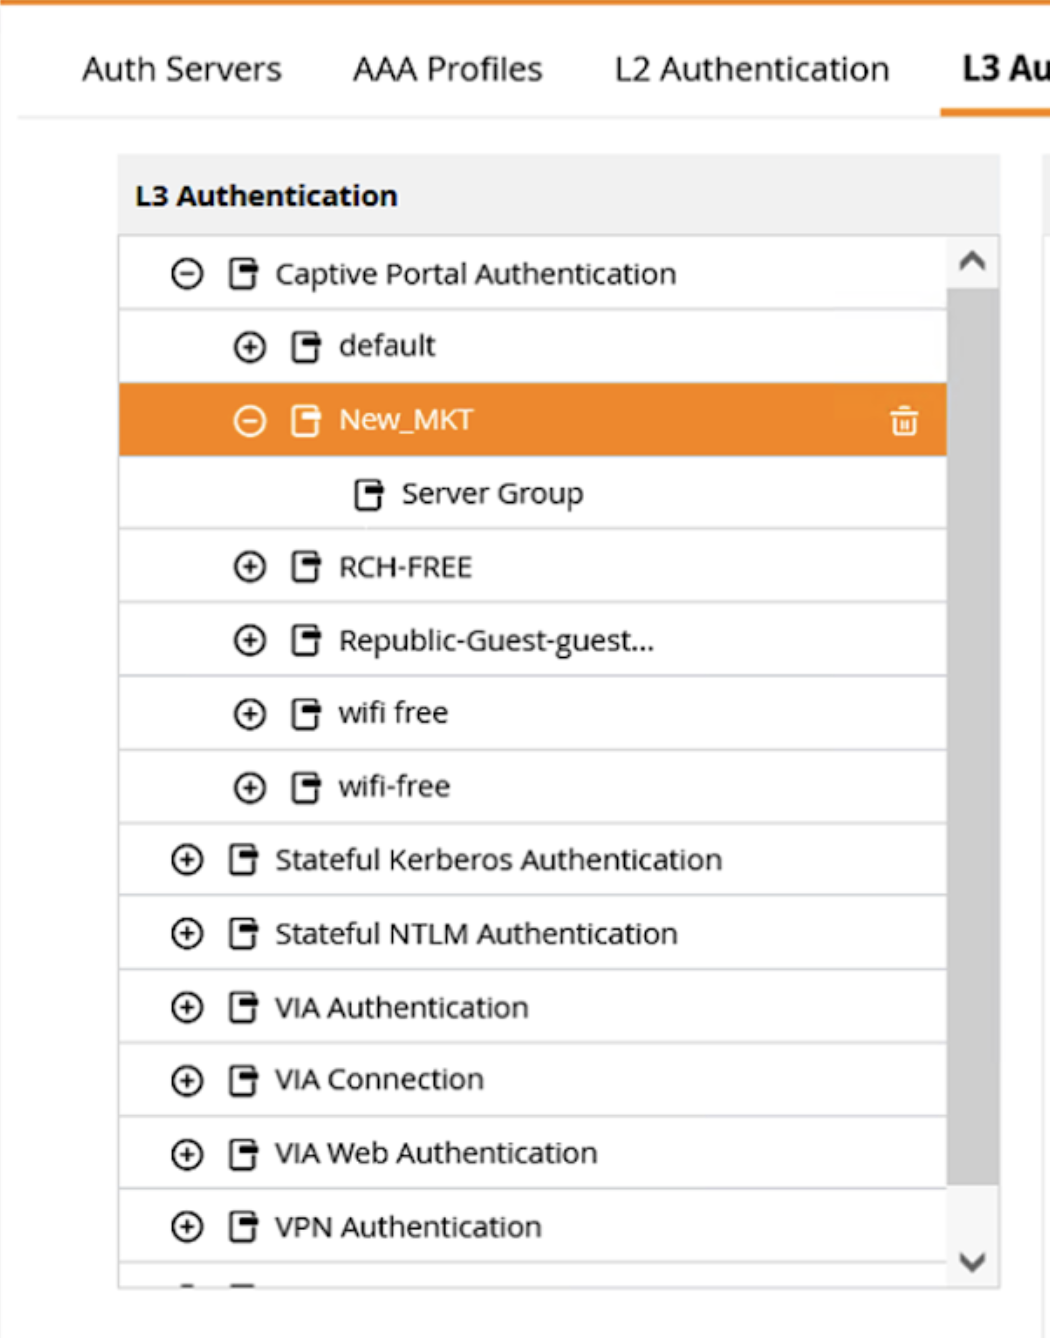 Auth Servers AAA Profiles L2 Authentication L3 Au
L3 Authentication
Captive Portal Authentication
default
New_MKT
Server Group
RCH-FREE
Republic-Guest-guest...
wifi free
wifi-free
Stateful Kerberos Authentication
Stateful NTLM Authentication
VIA Authentication
VIA Connection
VIA Web Authentication
VPN Authentication